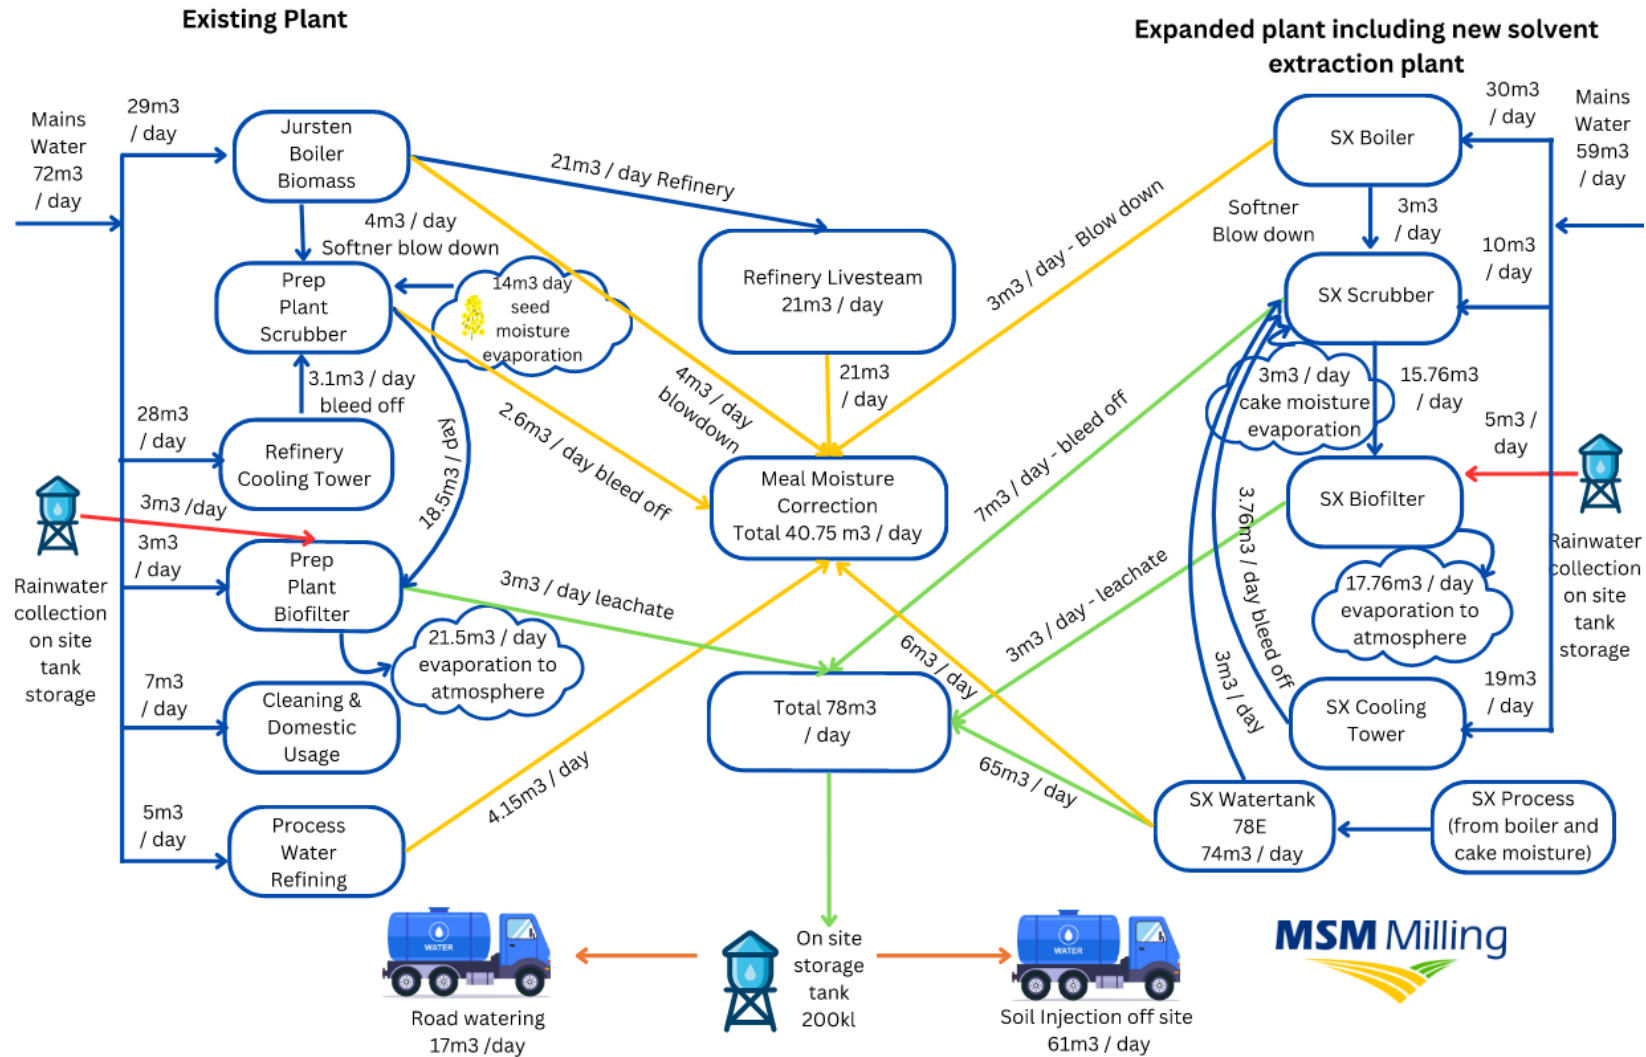 Existing Plant
Expanded plant including new solvent
extraction plant
Mains
Water
72m3
/ day
29m3
/ day
Jursten
Boiler
Biomass
21m3 / day Refinery
4m3 / day
Softner blow down
Prep
Plant
Scrubber
14m3 day
seed
moisture
evaporation
3.1m3 / day
bleed off
28m3
/ day
Refinery
Cooling Tower
3m3 /day
3m3
/ day
Rainwater
collection
on site
tank
storage
Prep
Plant
Biofilter
18.5m3 / day
2.6m3 / day bleed off
4m3 / day
blowdown
Refinery Livesteam
21m3 / day
21m3
/ day
Meal Moisture
Correction
Total 40.75 m3 / day
3m3 / day leachate
21.5m3 / day
evaporation to
atmosphere
7m3
/ day
Cleaning &
Domestic
Usage
5m3
/ day
Process
Water
Refining
4.15m3 / day
Total 78m3
/ day
3m3 / day - Blow down
7m3 / day - bleed off
3m3 / day - leachate
6m3 / day
65m3 / day
SX Boiler
30m3
/ day
Mains
Water
59m3
/ day
Softner
Blow down
3m3
/ day
10m3
/ day
SX Scrubber
3m3 / day
cake moisture
evaporation
15.76m3
/ day
5m3 /
day
SX Biofilter
Rainwater
collection
on site
tank
storage
17.76m3 / day
evaporation to
atmosphere
3.76m3 / day bleed off
3m3 / day
19m3
/ day
SX Cooling
Tower
SX Watertank
78E
74m3 / day
SX Process
(from boiler and
cake moisture)
WATER
Road watering
17m3 /day
On site
storage
tank
200kl
WATER
Soil Injection off site
61m3 / day
MSM Milling